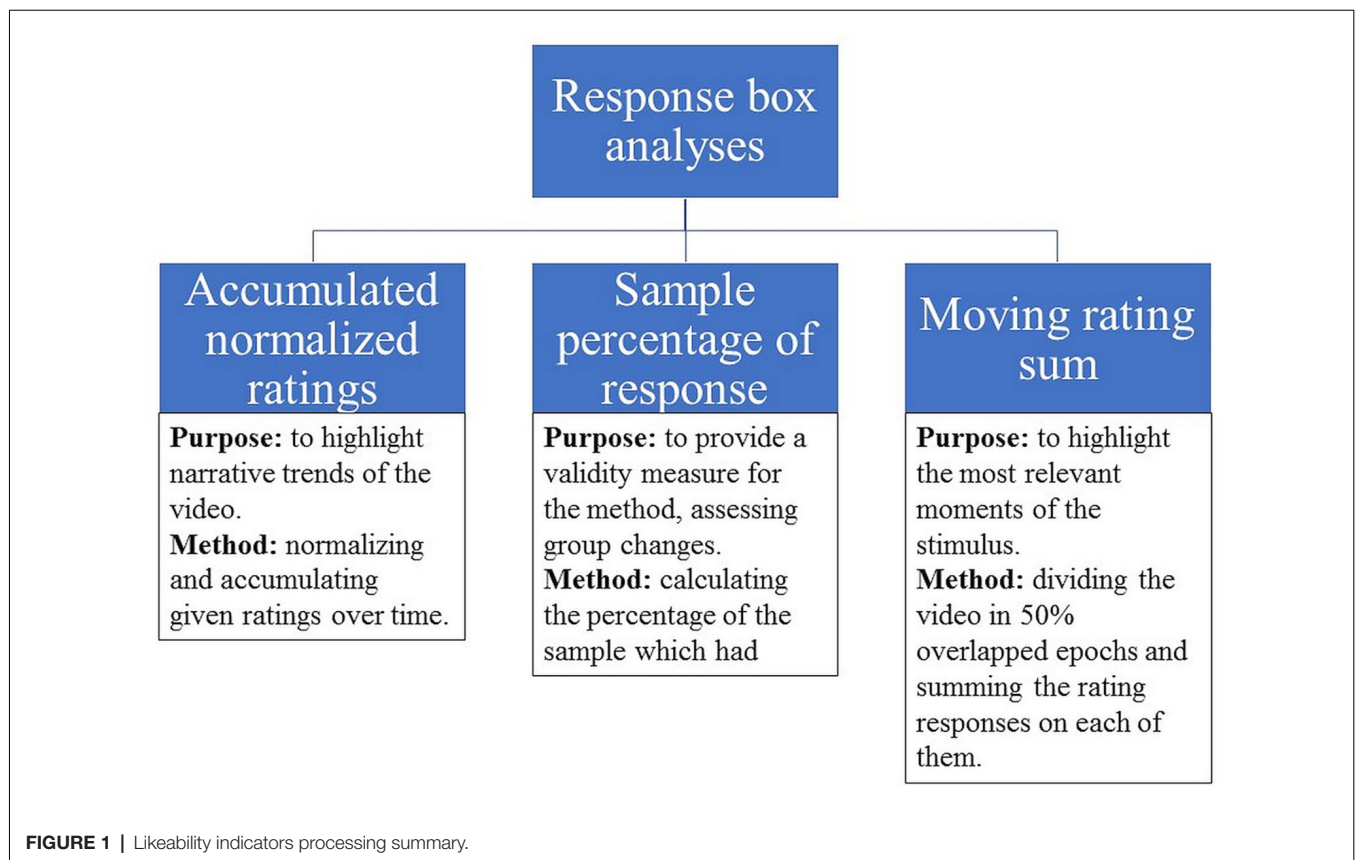 Response box
analyses
Accumulated
normalized
ratings
Purpose: to highlight
narrative trends of the
video.
Method: normalizing
and accumulating
given ratings over time.
Sample
percentage of
response
Purpose: to provide a
validity measure for
the method, assessing
group changes.
Method: calculating
the percentage of the
sample which had
Moving rating
sum
Purpose: to highlight
the most relevant
moments of the
stimulus.
Method: dividing the
video in 50%
overlapped epochs and
summing the rating
responses on each of
them.
FIGURE 1 | Likeability indicators processing summary.